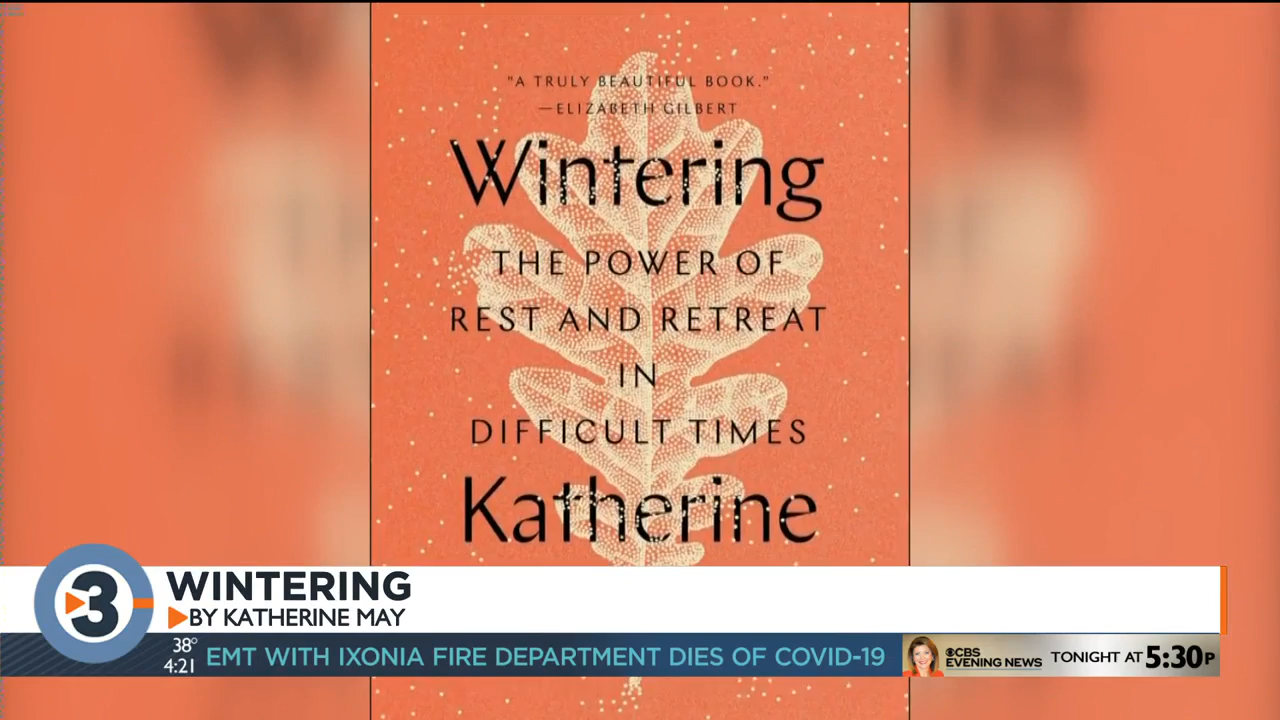 "A TRULY BEAUTIFUL BOOK."
—ELIZABETH GILBERT
Wintering
THE POWER OF
REST AND RETREAT
IN
DIFFICULT TIMES
Katherine
3
WINTERING
BY KATHERINE MAY
38°
4:21
EMT WITH IXONIA FIRE DEPARTMENT DIES OF COVID-19
CBS
EVENING NEWS
TONIGHT AT 5:30P